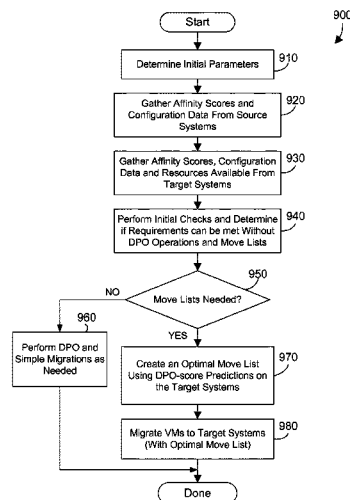 900
Start
910
Determine Initial Parameters
920
Gather Affinity Scores and
Configuration Data From Source
Systems
930
Gather Affinity Scores, Configuration
Data and Resources Available From
Target Systems
940
Perform Initial Checks and Determine
if Requirements can be met Without
DPO Operations and Move Lists
950
NO
Move Lists Needed?
960
YES
Perform DPO and
Simple Migrations as
Needed
970
Create an Optimal Move List
Using DPO-score Predictions on
the Target Systems
980
Migrate VMs to Target Systems
(With Optimal Move List)
Done